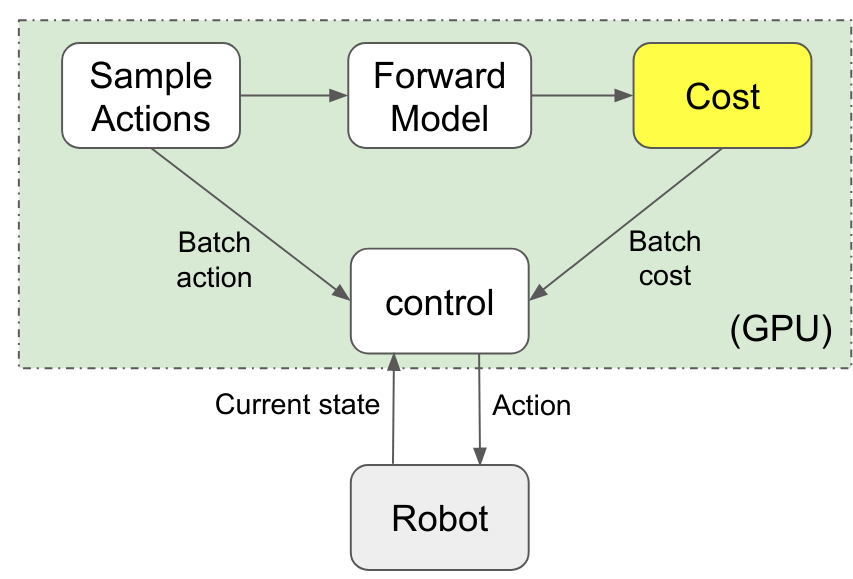 Sample
Actions
Forward
Model
Cost
Batch
action
Batch
cost
control
(GPU)
Current state
Action
Robot